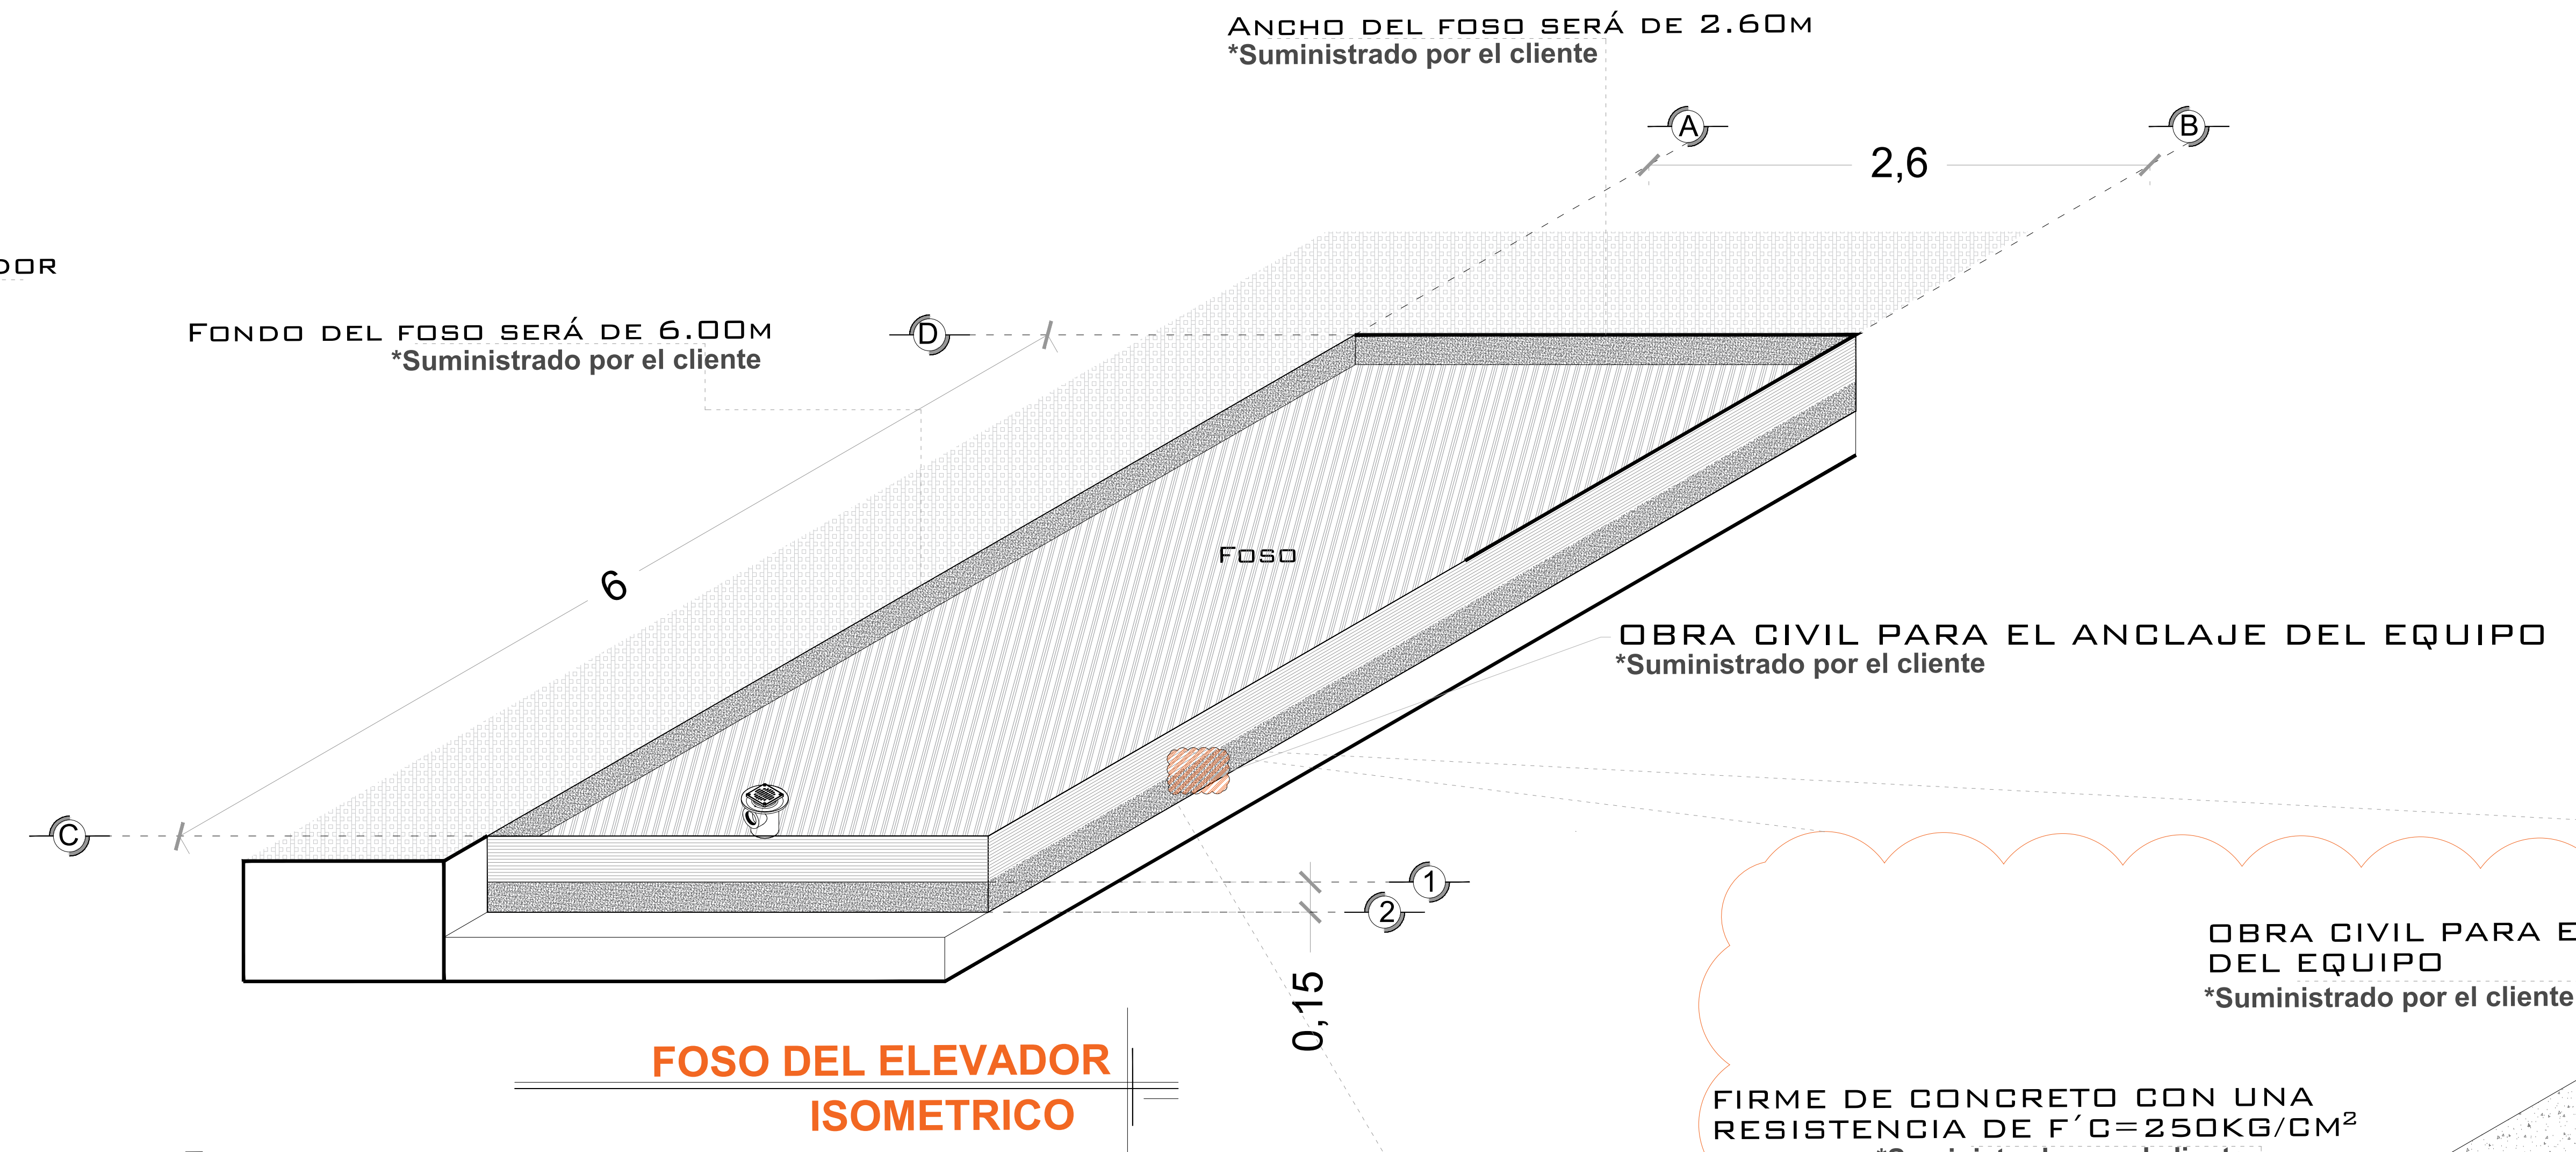 ANCHO DEL FOSO SERÁ DE 2.60M
*Suministrado por el cliente
A
B
2,6
FONDO DEL FOSO SERÁ DE 6.00M
*Suministrado por el cliente
D
6
FOSO
OBRA CIVIL PARA EL ANCLAJE DEL EQUIPO
*Suministrado por el cliente
C
1
2
0,15
OBRA CIVIL PARA
DEL EQUIPO
*Suministrado por el cliente
FOSO DEL ELEVADOR
ISOMETRICO
FIRME DE CONCRETO CON UNA
RESISTENCIA DE F´C=250KG/CM²